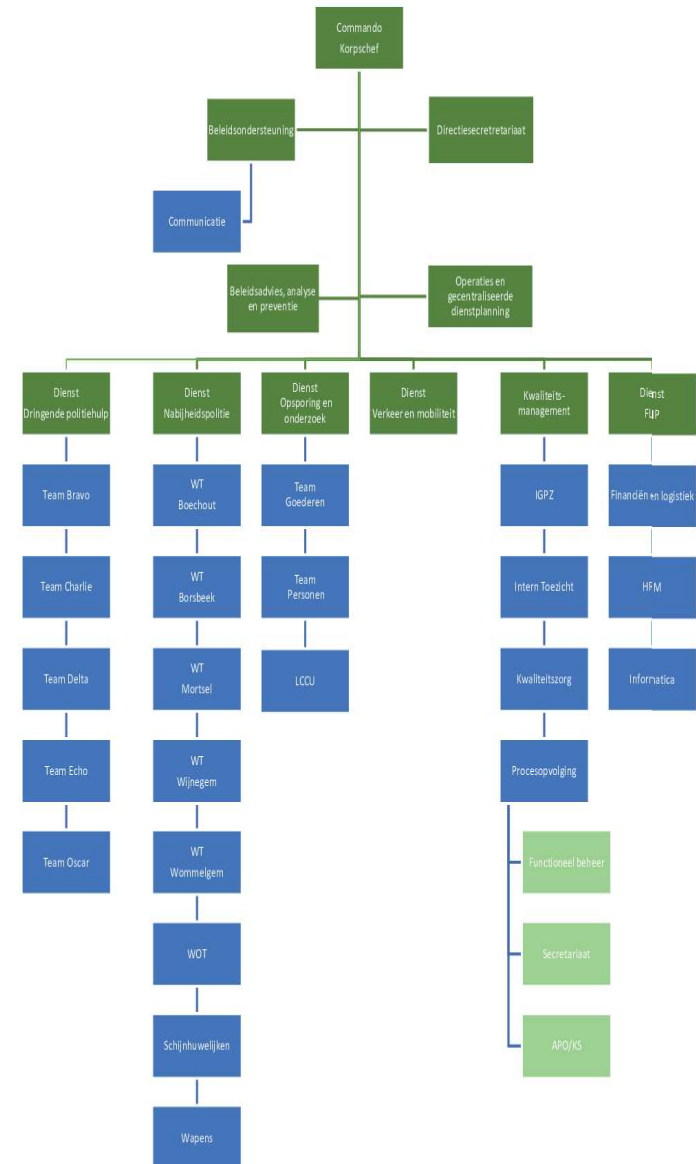 Commando
Korpschef
Beleidsondersteuning
Directiesecretretariaat
Communicatie
Beleidsadvies, analyse
en preventie
Operaties en
gecentraliseerde
dienstplanning
Dienst
Dringende politiehulp
Dienst
Nabijheidspolitie
Dienst
Opsporing en
onderzoek
Dienst
Verkeer en mobiliteit
Kwaliteits-
management
Dienst
FLIP
Team Bravo
WT
Boechout
Team
Goederen
IGPZ
Financiën en logistiek
Team Charlie
WT
Borsbeek
Team
Personen
Intern Toezicht
HRM
Team Delta
WT
Mortsel
LCCU
Kwaliteitszorg
Informatica
Team Echo
WT
Wijnegem
Procesopvolging
Team Oscar
WT
Wommelgem
Functioneel beheer
WOT
Secretariaat
Schijnhuwelijken
APO/KS
Wapens